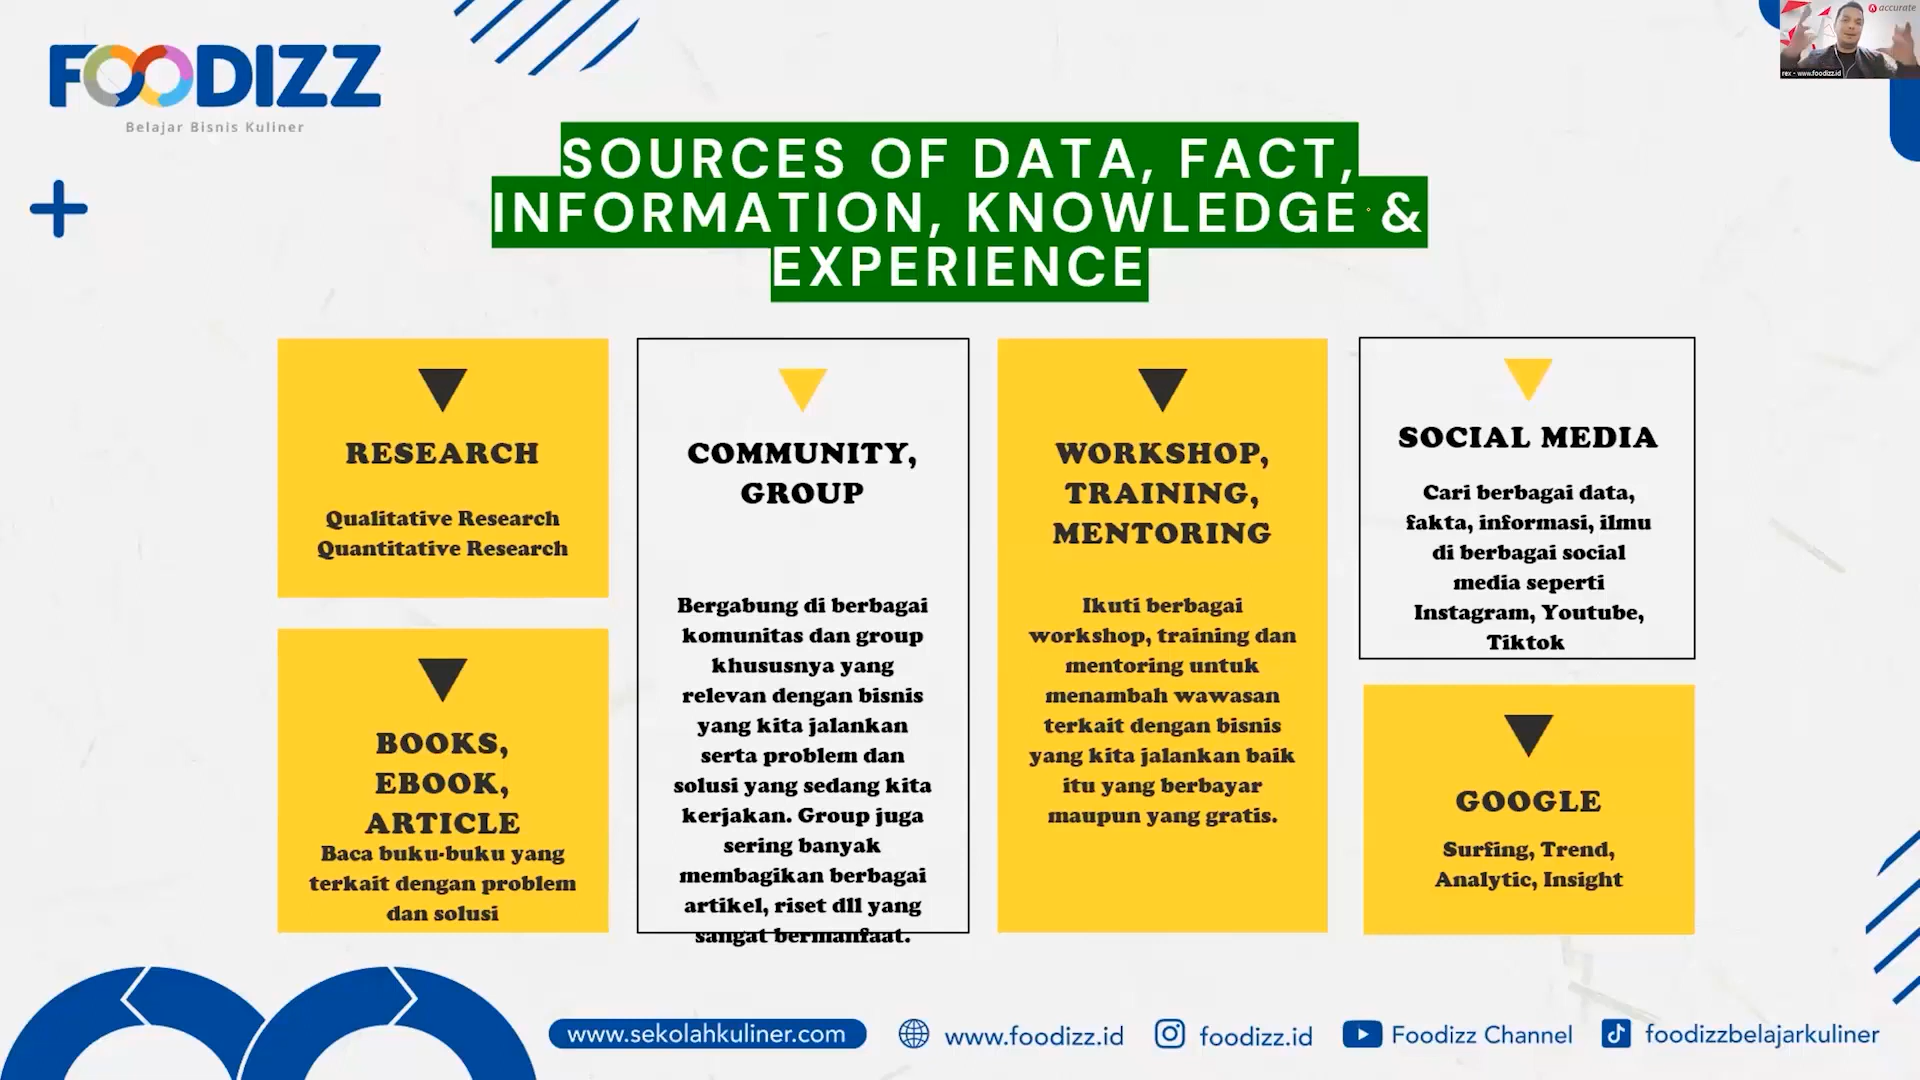 FOODIZZ
Belajar Bisnis Kuliner
accurate
rex - www.foodizz.id
SOURCES OF DATA, FACT,
INFORMATION, KNOWLEDGE &
EXPERIENCE
RESEARCH
Qualitative Research
Quantitative Research
BOOKS,
EBOOK,
ARTICLE
Baca buku-buku yang
terkait dengan problem
dan solusi
COMMUNITY,
GROUP
Bergabung di berbagai
komunitas dan group
khususnya yang
relevan dengan bisnis
yang kita jalankan
serta problem dan
solusi yang sedang kita
kerjakan. Group juga
sering banyak
membagikan berbagai
artikel, riset dll yang
sangat bermanfaat.
WORKSHOP,
TRAINING,
MENTORING
Ikuti berbagai
workshop, training dan
mentoring untuk
menambah wawasan
terkait dengan bisnis
yang kita jalankan baik
itu yang berbayar
maupun yang gratis.
SOCIAL MEDIA
Cari berbagai data,
fakta, informasi, ilmu
di berbagai social
media seperti
Instagram, Youtube,
Tiktok
GOOGLE
Surfing, Trend,
Analytic, Insight
www.sekolahkuliner.com
www.foodizz.id
foodizz.id
Foodizz Channel
foodizzbelajarkuliner